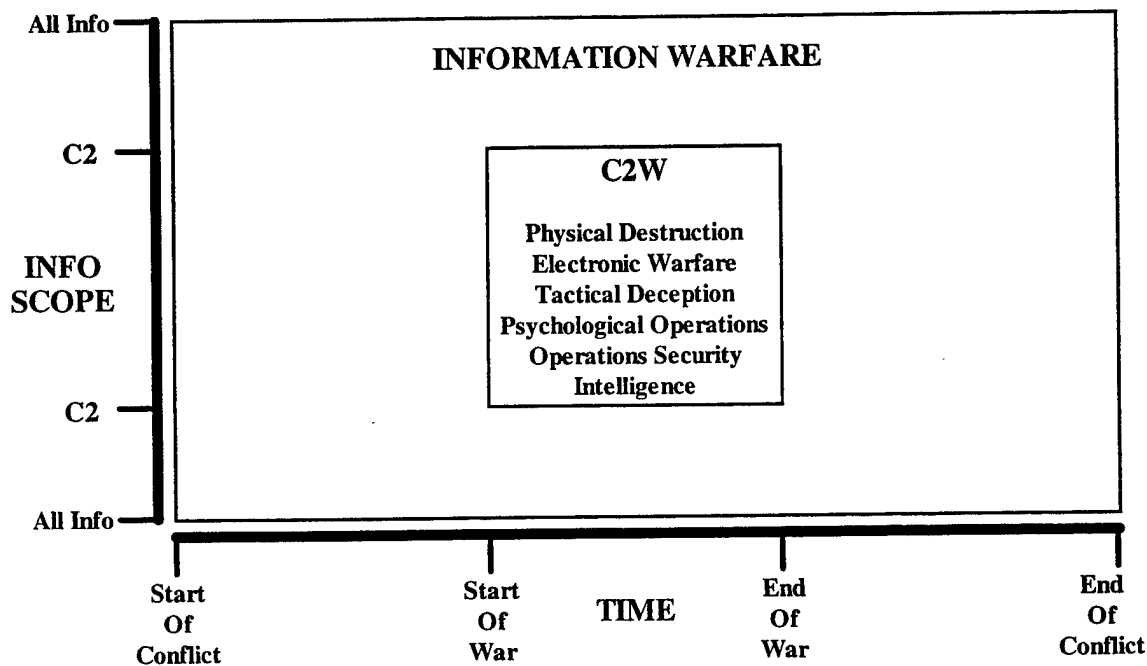 All Info
INFORMATION WARFARE
C2
C2W
Physical Destruction
Electronic Warfare
Tactical Deception
Psychological Operations
Operations Security
Intelligence
INFO
SCOPE
C2
All Info
Start
Of
Conflict
Start
Of
War
TIME
End
Of
War
End
Of
Conflict